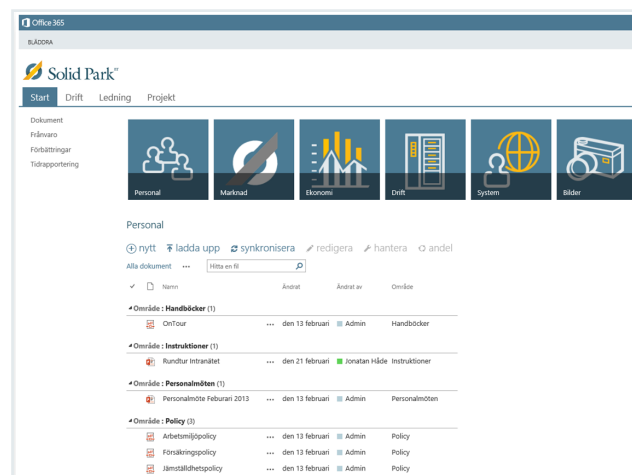 Office 365
BLÄDDRA
Solid Park™
Start Drift Ledning Projekt
Dokument
Frånvaro
Förbättringar
Tidrapportering
Personal Marknad Ekonomi Drift System Bilder
Personal
nytt ladda upp synkronisera redigera hantera andel
Alla dokument ••• Hitta en fil
Namn Ändrat Ändrat av Område
Område : Handböcker (1)
OnTour ••• den 13 februari Admin Handböcker
Område : Instruktioner (1)
Rundtur Intranätet ••• den 21 februari Jonatan Håde Instruktioner
Område : Personalmöten (1)
Personalmöte Feburari 2013 ••• den 13 februari Admin Personalmöten
Område : Policy (3)
Arbetsmiljöpolicy ••• den 13 februari Admin Policy
Försäkringspolicy ••• den 13 februari Admin Policy
Jämställdhetspolicy ••• den 13 februari Admin Policy